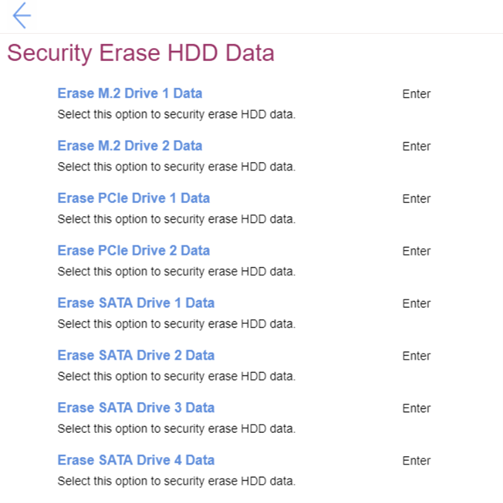 Security Erase HDD Data
Erase M.2 Drive 1 Data Enter
Select this option to security erase HDD data.
Erase M.2 Drive 2 Data Enter
Select this option to security erase HDD data.
Erase PCIe Drive 1 Data Enter
Select this option to security erase HDD data.
Erase PCIe Drive 2 Data Enter
Select this option to security erase HDD data.
Erase SATA Drive 1 Data Enter
Select this option to security erase HDD data.
Erase SATA Drive 2 Data Enter
Select this option to security erase HDD data.
Erase SATA Drive 3 Data Enter
Select this option to security erase HDD data.
Erase SATA Drive 4 Data Enter
Select this option to security erase HDD data.